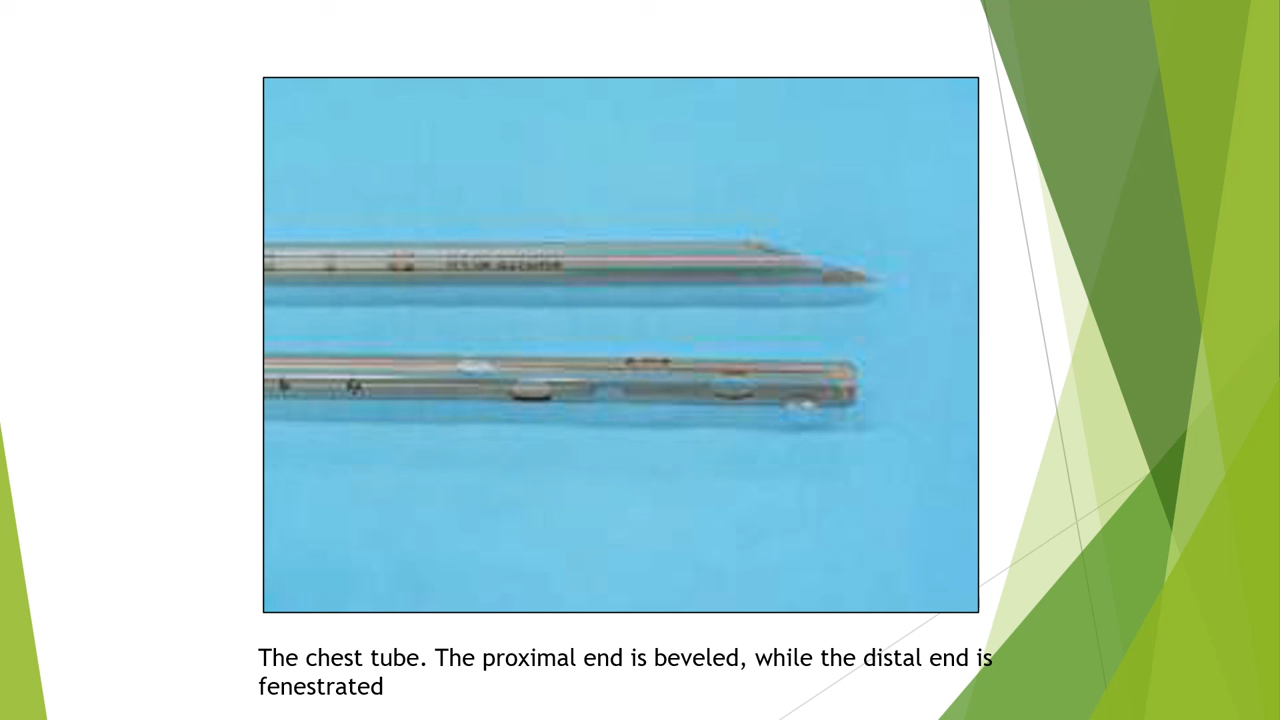 The chest tube. The proximal end is beveled, while the distal end is
fenestrated